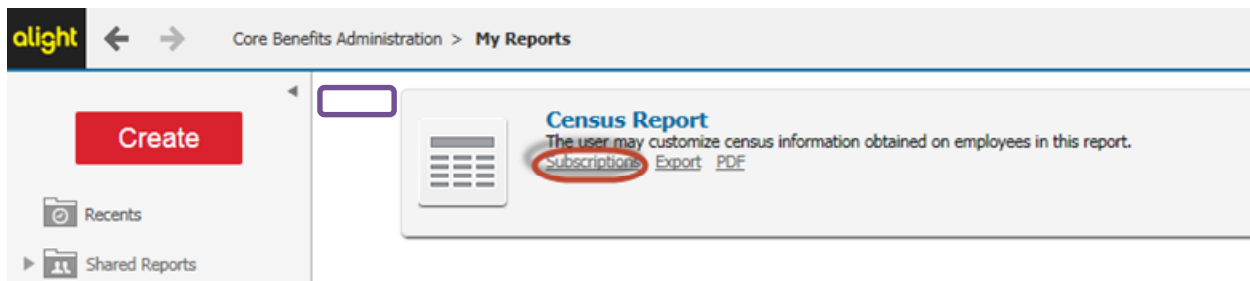 alight
Core Benefits Administration > My Reports
Create
Recents
Shared Reports
Census Report
The user may customize census information obtained on employees in this report.
Subscriptions Export PDF